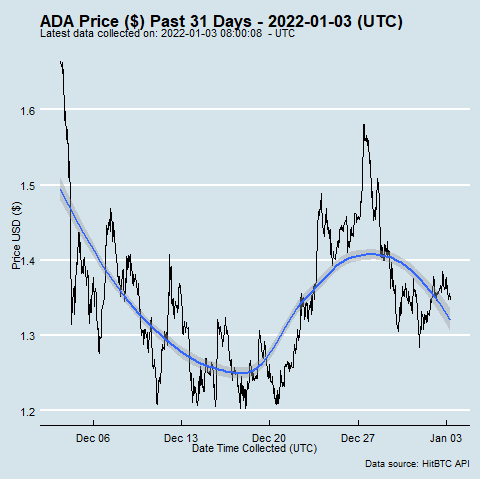 ADA Price ($) Past 31 Days - 2022-01-03 (UTC)
Latest data collected on: 2022-01-03 08:00:08 - UTC
1.6
1.5
1.4
1.3
1.2
Price USD ($)
Dec 06 Dec 13 Dec 20 Dec 27 Jan 03
Date Time Collected (UTC)
Data source: HitBTC API